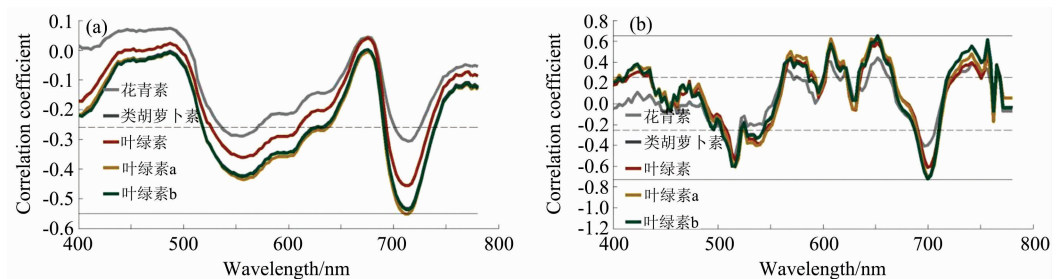 (a)
Correlation coefficient
0.1
0.0
-0.1
-0.2
-0.3
-0.4
-0.5
-0.6
花青素
类胡萝卜素
叶绿素
叶绿素a
叶绿素b
400 500 600 700 800
Wavelength/nm
(b)
Correlation coefficient
0.8
0.6
0.4
0.2
0.0
-0.2
-0.4
-0.6
-0.8
-1.0
-1.2
花青素
类胡萝卜素
叶绿素
叶绿素a
叶绿素b
400 500 600 700 800
Wavelength/nm